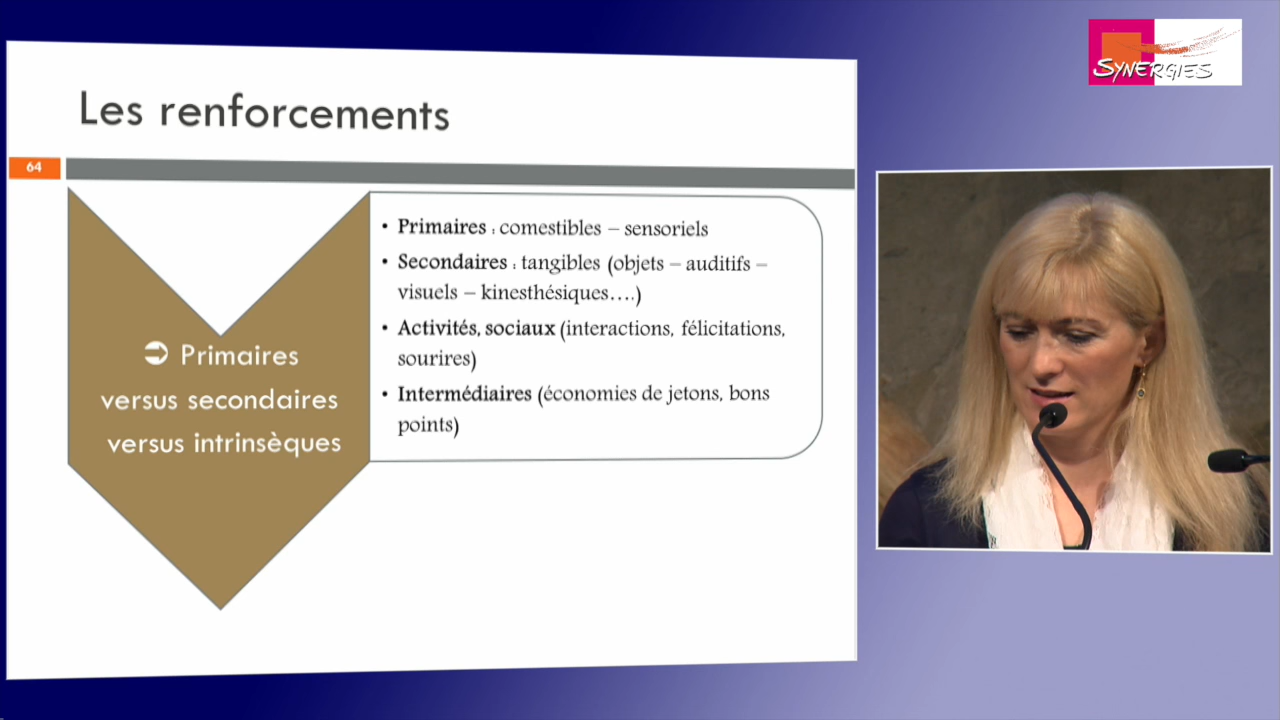 SYNERGIES
Les renforcements
64
• Primaires : comestibles – sensoriels
• Secondaires : tangibles (objets – auditifs –
visuels – kinesthésiques….)
• Activités, sociaux (interactions, félicitations,
sourires)
• Intermédiaires (économies de jetons, bons
points)
➲ Primaires
versus secondaires
versus intrinsèques